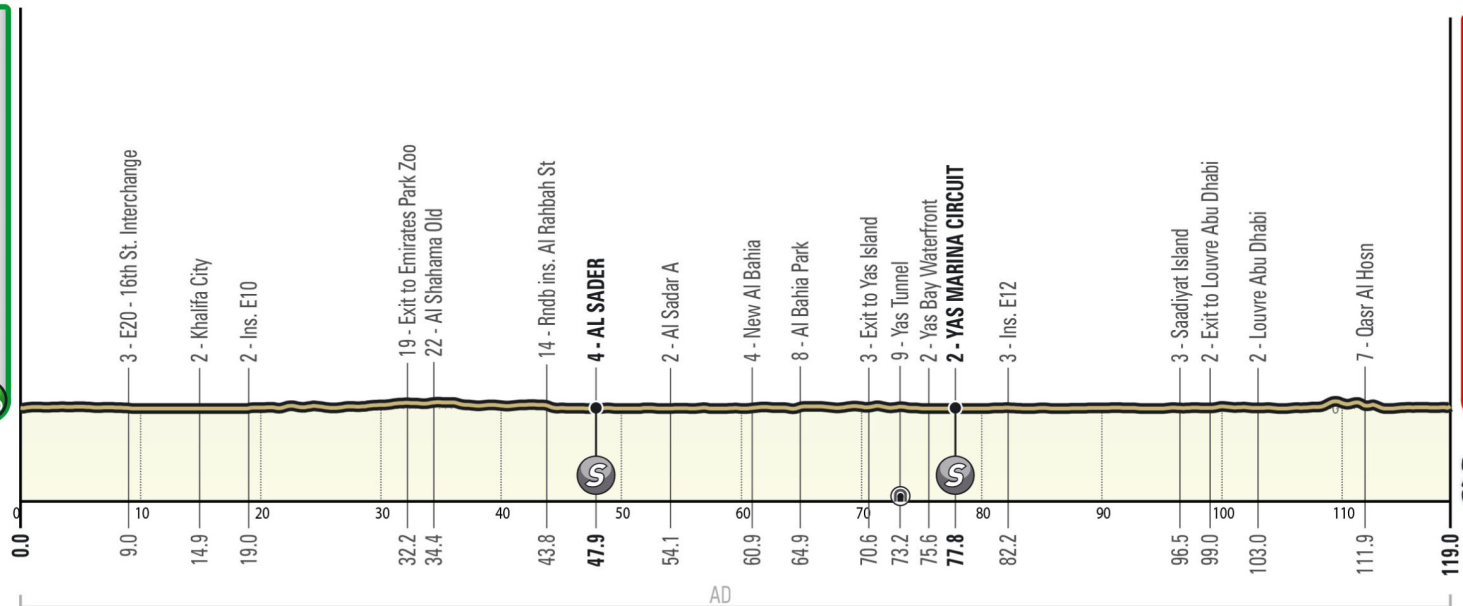 3 - E20 - 16th St. Interchange
2 - Khalifa City
2 - Ins. E10
19 - Exit to Emirates Park Zoo
22 - Al Shahama Old
14 - Rndb ins. Al Rahbah St
4 - AL SADER
2 - Al Sadar A
4 - New Al Bahia
8 - Al Bahia Park
3 - Exit to Yas Island
9 - Yas Tunnel
2 - Yas Bay Waterfront
2 - YAS MARINA CIRCUIT
3 - Ins. E12
3 - Saadiyat Island
2 - Exit to Louvre Abu Dhabi
2 - Louvre Abu Dhabi
7 - Qasr Al Hosn
S
S
0
10
20
30
40
50
60
70
80
90
100
110
0.0
9.0
14.9
19.0
32.2
34.4
43.8
47.9
54.1
60.9
64.9
70.6
73.2
75.6
77.8
82.2
96.5
99.0
103.0
111.9
119.0
AD